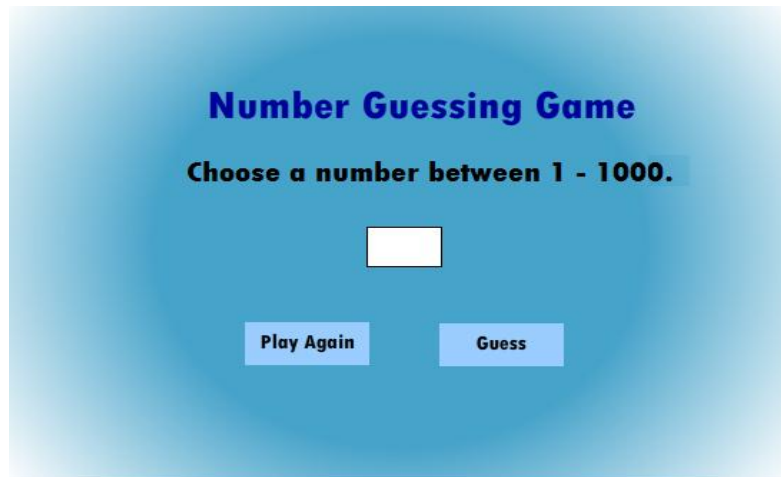 Number Guessing Game
Choose a number between 1 - 1000.
Play Again Guess